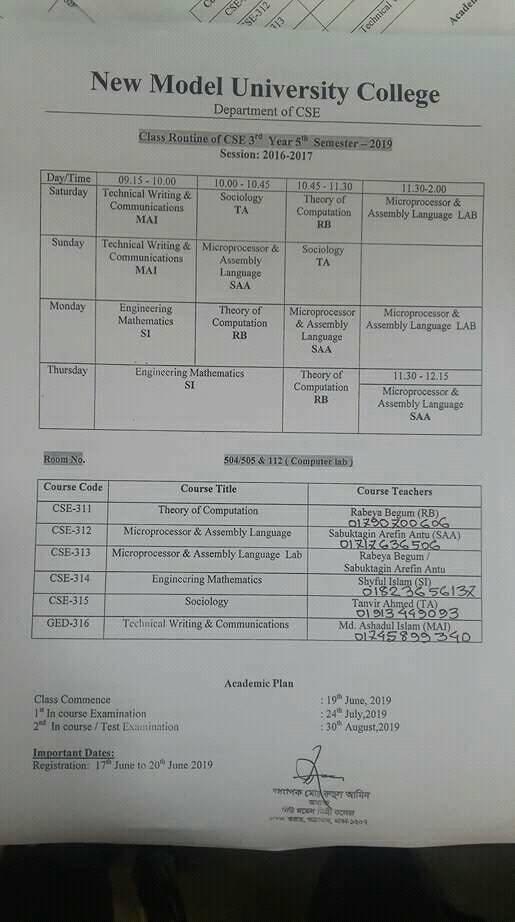 CSE-312
Technical
Academ
New Model University College
Department of CSE
Class Routine of CSE 3rd Year 5th Semester – 2019
Session: 2016-2017
Day/Time 09.15 - 10.00 10.00 - 10.45 10.45 - 11.30 11.30-2.00
Saturday Technical Writing & Communications MAI Sociology TA Theory of Computation RB Microprocessor & Assembly Language LAB
Sunday Technical Writing & Communications MAI Microprocessor & Assembly Language SAA Sociology TA
Monday Engineering Mathematics SI Theory of Computation RB Microprocessor & Assembly Language SAA Microprocessor & Assembly Language LAB
Thursday Engineering Mathematics SI Theory of Computation RB 11.30 - 12.15 Microprocessor & Assembly Language SAA
Room No. 504/505 & 112 ( Computer lab )
Course Code Course Title Course Teachers
CSE-311 Theory of Computation Rabeya Begum (RB)
01790700606
CSE-312 Microprocessor & Assembly Language Sabuktagin Arefin Antu (SAA)
01717636506
CSE-313 Microprocessor & Assembly Language Lab Rabeya Begum /
Sabuktagin Arefin Antu
CSE-314 Engineering Mathematics Shyful Islam (SI)
01823656137
CSE-315 Sociology Tanvir Ahmed (TA)
01913449093
GED-316 Technical Writing & Communications Md. Ashadul Islam (MAI)
01745899340
Academic Plan
Class Commence : 19th June, 2019
1st In course Examination : 24th July,2019
2nd In course / Test Examination : 30th August,2019
Important Dates:
Registration: 17th June to 20th June 2019